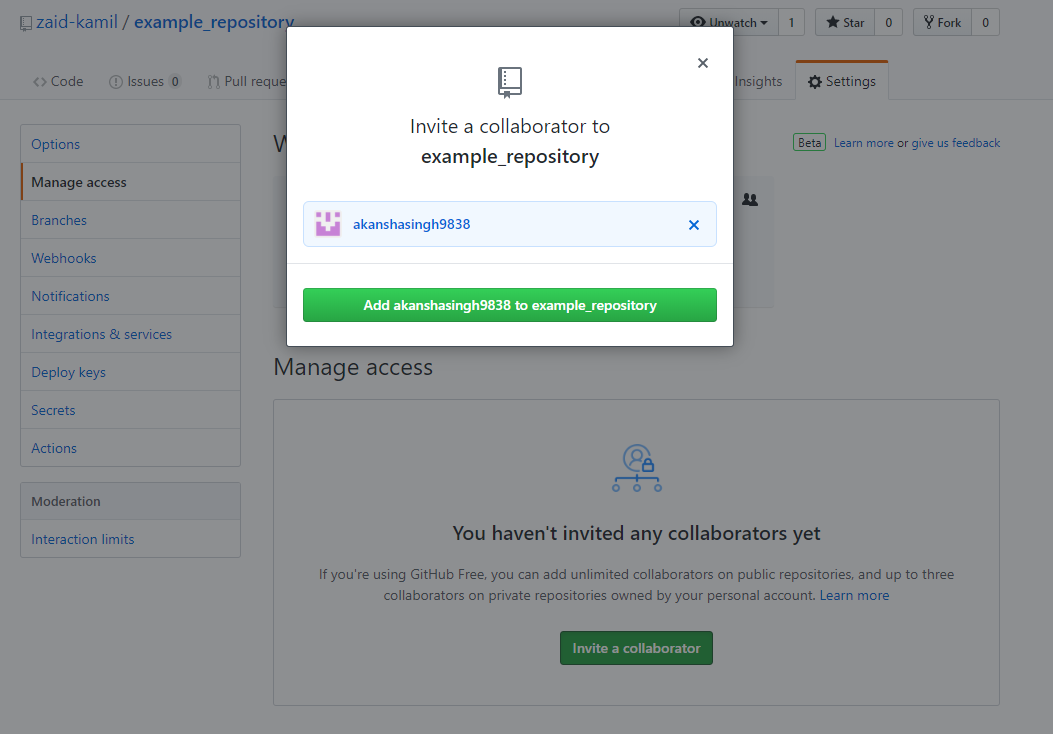 zaid-kamil / example_repository
Unwatch 1
Star 0
Fork 0
Code
Issues 0
Pull reque
Insights
Settings
Options
Manage access
Branches
Webhooks
Notifications
Integrations & services
Deploy keys
Secrets
Actions
Moderation
Interaction limits
W
Beta Learn more or give us feedback
×
Invite a collaborator to
example_repository
akanshasingh9838
×
Add akanshasingh9838 to example_repository
Manage access
You haven't invited any collaborators yet
If you're using GitHub Free, you can add unlimited collaborators on public repositories, and up to three
collaborators on private repositories owned by your personal account. Learn more
Invite a collaborator